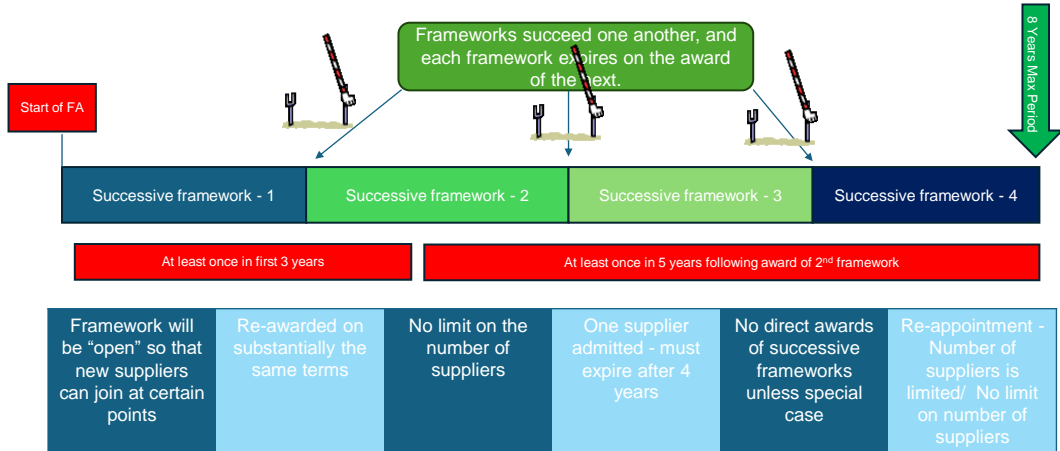 Frameworks succeed one another, and
each framework expires on the award
of the next.
8 Years Max Period
Start of FA
Successive framework - 1
Successive framework - 2
Successive framework - 3
Successive framework - 4
At least once in first 3 years
At least once in 5 years following award of 2nd framework
Framework will
be “open” so that
new suppliers
can join at certain
points
Re-awarded on
substantially the
same terms
No limit on the
number of
suppliers
One supplier
admitted - must
expire after 4
years
No direct awards
of successive
frameworks
unless special
case
Re-appointment -
Number of
suppliers is
limited/ No limit
on number of
suppliers